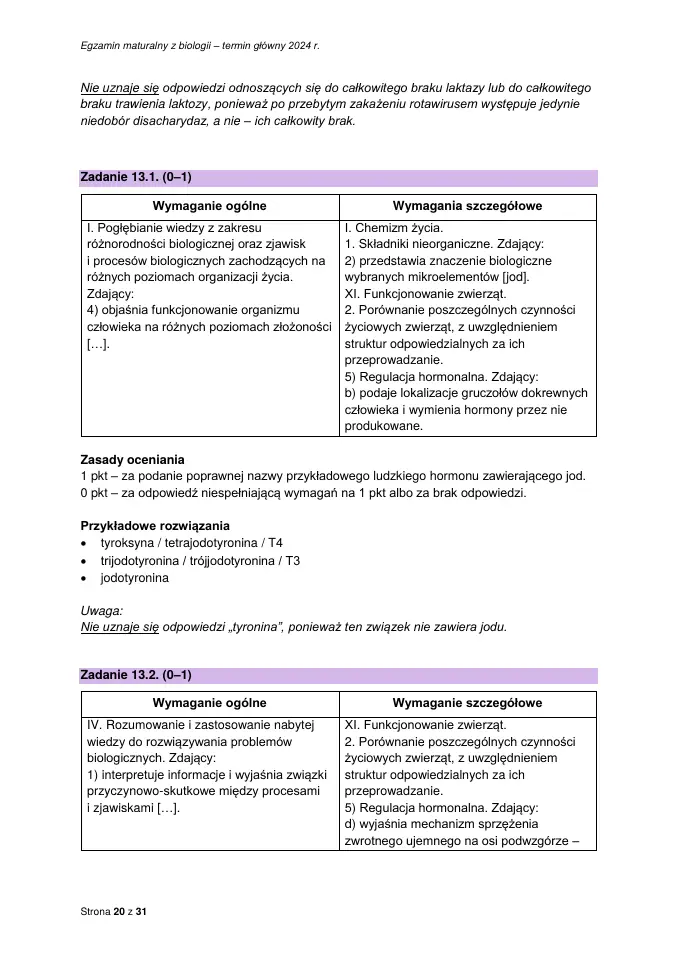 Egzamin maturalny z biologii – termin główny 2024 r.
Nie uznaje się odpowiedzi odnoszących się do całkowitego braku laktazy lub do całkowitego
braku trawienia laktozy, ponieważ po przebytym zakażeniu rotawirusem występuje jedynie
niedobór disacharydaz, a nie – ich całkowity brak.
Zadanie 13.1. (0–1)
Wymaganie ogólne
I. Pogłębianie wiedzy z zakresu
różnorodności biologicznej oraz zjawisk
i procesów biologicznych zachodzących na
różnych poziomach organizacji życia.
Zdający:
4) objaśnia funkcjonowanie organizmu
człowieka na różnych poziomach złożoności
[…].
Wymagania szczegółowe
I. Chemizm życia.
1. Składniki nieorganiczne. Zdający:
2) przedstawia znaczenie biologiczne
wybranych mikroelementów [jod].
XI. Funkcjonowanie zwierząt.
2. Porównanie poszczególnych czynności
życiowych zwierząt, z uwzględnieniem
struktur odpowiedzialnych za ich
przeprowadzanie.
5) Regulacja hormonalna. Zdający:
b) podaje lokalizacje gruczołów dokrewnych
człowieka i wymienia hormony przez nie
produkowane.
Zasady oceniania
1 pkt – za podanie poprawnej nazwy przykładowego ludzkiego hormonu zawierającego jod.
0 pkt – za odpowiedź niespełniającą wymagań na 1 pkt albo za brak odpowiedzi.
Przykładowe rozwiązania
• tyroksyna / tetrajodotyronina / T4
• trijodotyronina / trójjodotyronina / T3
• jodotyronina
Uwaga:
Nie uznaje się odpowiedzi „tyronina”, ponieważ ten związek nie zawiera jodu.
Zadanie 13.2. (0–1)
Wymaganie ogólne
IV. Rozumowanie i zastosowanie nabytej
wiedzy do rozwiązywania problemów
biologicznych. Zdający:
1) interpretuje informacje i wyjaśnia związki
przyczynowo-skutkowe między procesami
i zjawiskami […].
Wymaganie szczegółowe
XI. Funkcjonowanie zwierząt.
2. Porównanie poszczególnych czynności
życiowych zwierząt, z uwzględnieniem
struktur odpowiedzialnych za ich
przeprowadzanie.
5) Regulacja hormonalna. Zdający:
d) wyjaśnia mechanizm sprzężenia
zwrotnego ujemnego na osi podwzgórze –
Strona 20 z 31